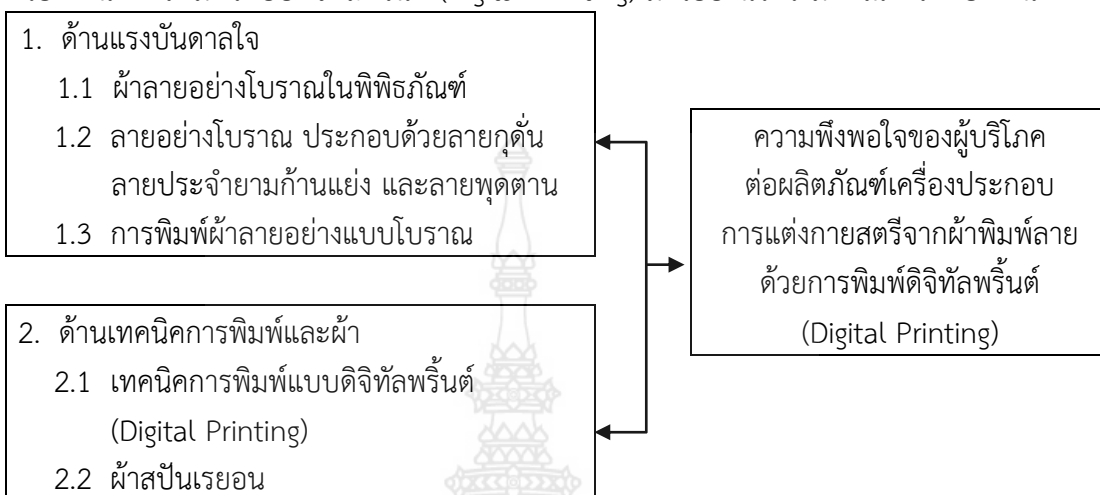 1. ด้านแรงบันดาลใจ
1.1 ผ้าลายอย่างโบราณในพิพิธภัณฑ์
1.2 ลายอย่างโบราณ ประกอบด้วยลายกุดั่น
ลายประจำยามก้านแย่ง และลายพุดตาน
1.3 การพิมพ์ผ้าลายอย่างแบบโบราณ
2. ด้านเทคนิคการพิมพ์และผ้า
2.1 เทคนิคการพิมพ์แบบดิจิทัลพริ้นต์
(Digital Printing)
2.2 ผ้าสปันเรยอน
ความพึงพอใจของผู้บริโภค
ต่อผลิตภัณฑ์เครื่องประกอบ
การแต่งกายสตรีจากผ้าพิมพ์ลาย
ด้วยการพิมพ์ดิจิทัลพริ้นต์
(Digital Printing)